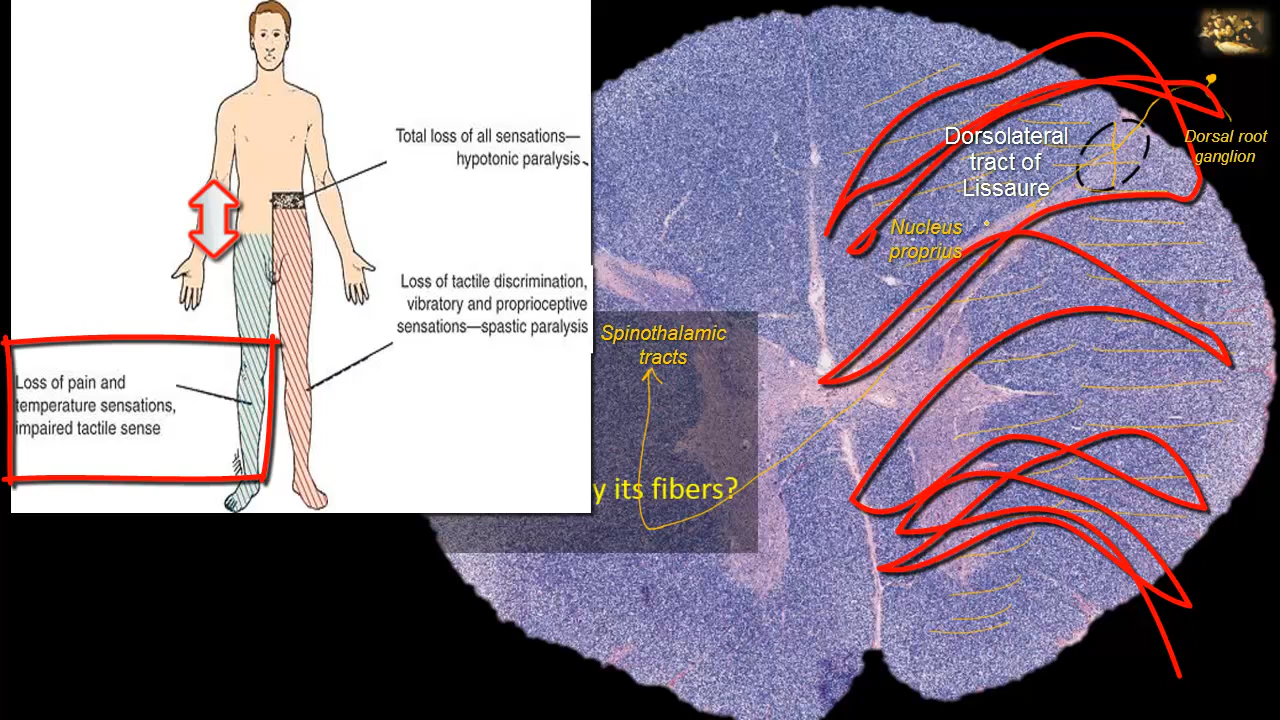 Total loss of all sensations—
hypotonic paralysis
Loss of tactile discrimination,
vibratory and proprioceptive
sensations—spastic paralysis
Loss of pain and
temperature sensations,
impaired tactile sense
Dorsolateral
tract of
Lissaure
Dorsal root
ganglion
Nucleus
proprius
Spinothalamic
tracts
y its fibers?